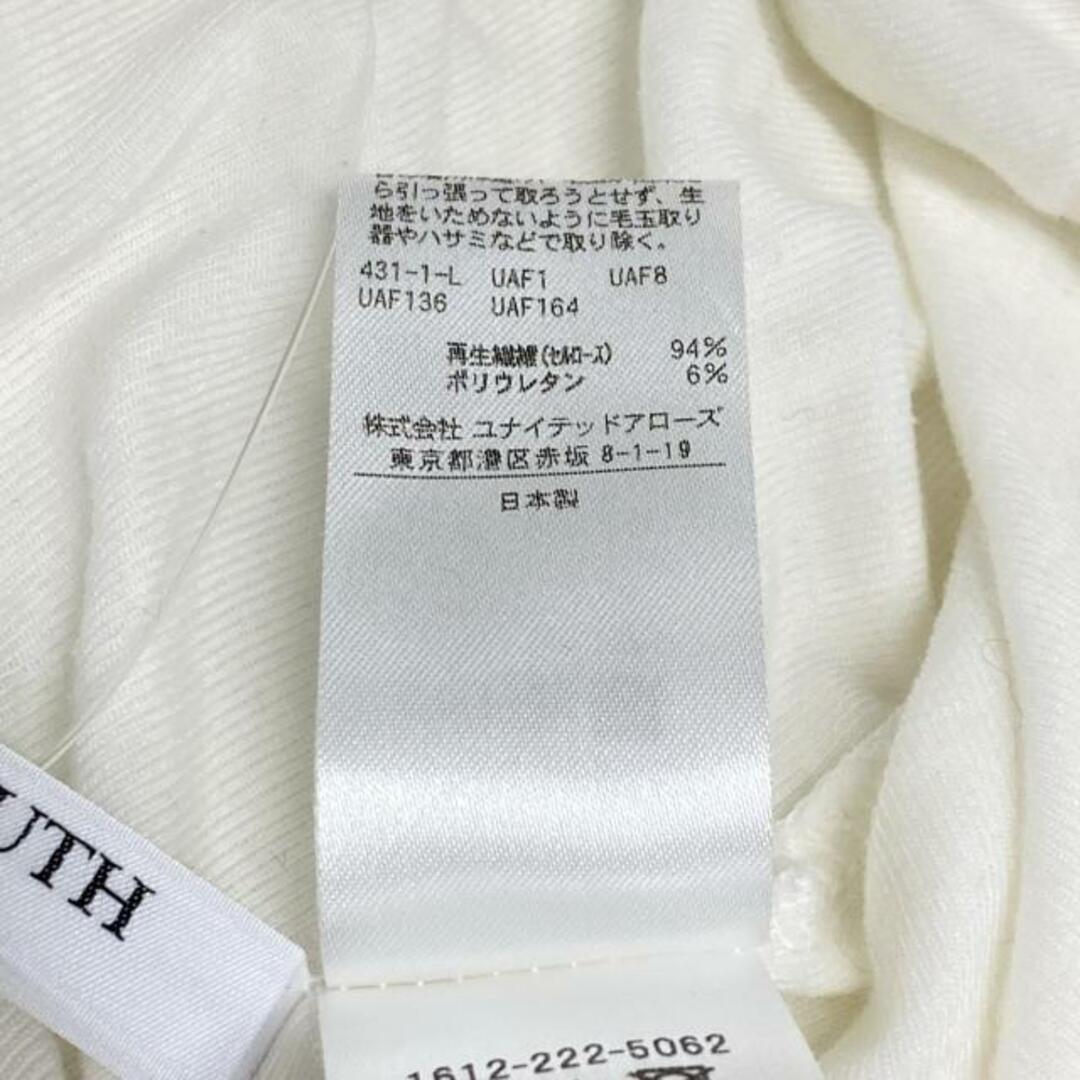 ら引っ張って取ろうとせず、生
地をいためないように毛玉取り
器やハサミなどで取り除く。
431-1-L UAF1 UAF8
UAF136 UAF164
再生繊維(セルロース) 94%
ポリウレタン 6%
株式会社 ユナイテッドアローズ
東京都港区赤坂 8-1-19
日本製
UTH
1612-222-5062